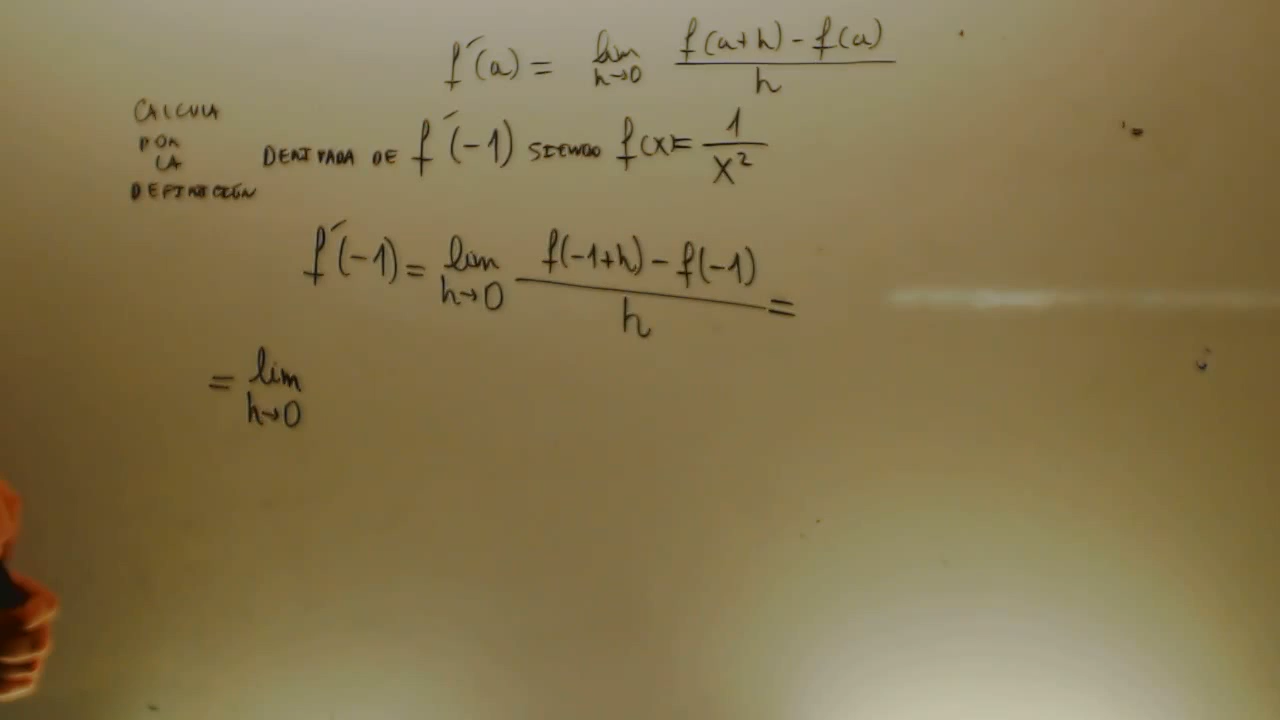 f´(a) = lim h→0 f(a+h) - f(a) / h
CALCULA
POR
LA
DEFINICIÓN
DERIVADA DE f´(-1) SIENDO f(x) = 1 / x²
f´(-1) = lim h→0 f(-1+h) - f(-1) / h =
= lim h→0